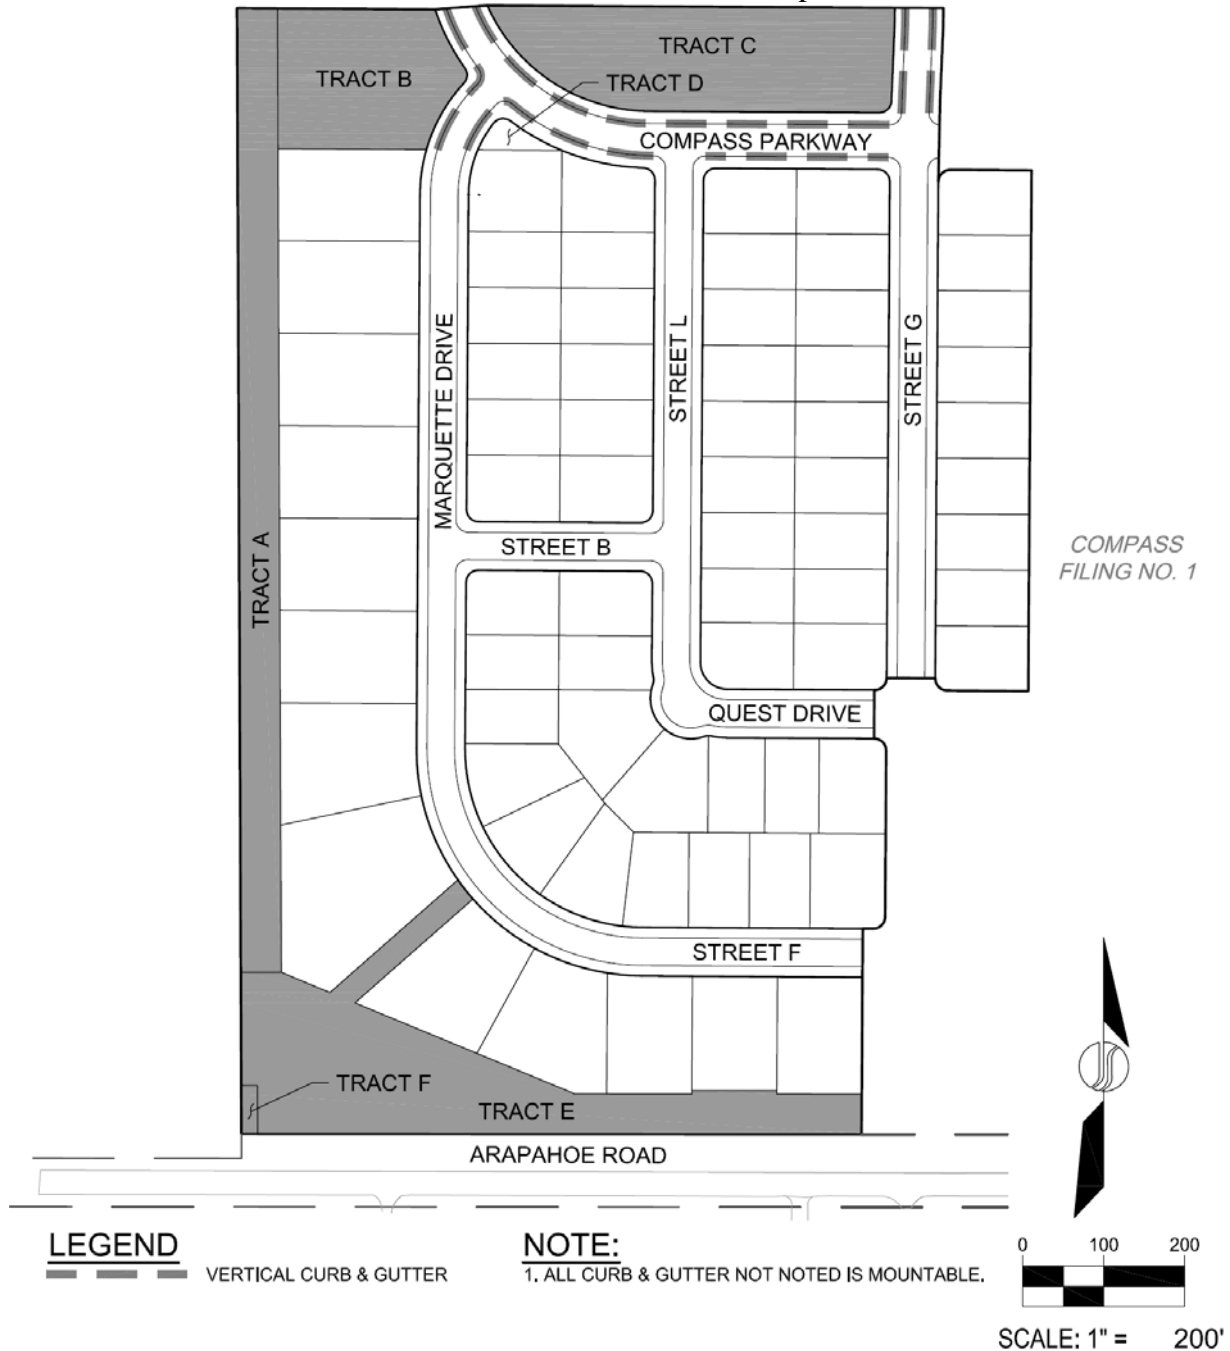 TRACT C
TRACT B
TRACT D
COMPASS PARKWAY
MARQUETTE DRIVE
STREET L
STREET G
TRACT A
STREET B
COMPASS
FILING NO. 1
QUEST DRIVE
STREET F
TRACT F
TRACT E
ARAPAHOE ROAD
LEGEND
VERTICAL CURB & GUTTER
NOTE:
1. ALL CURB & GUTTER NOT NOTED IS MOUNTABLE.
0 100 200
SCALE: 1" = 200'